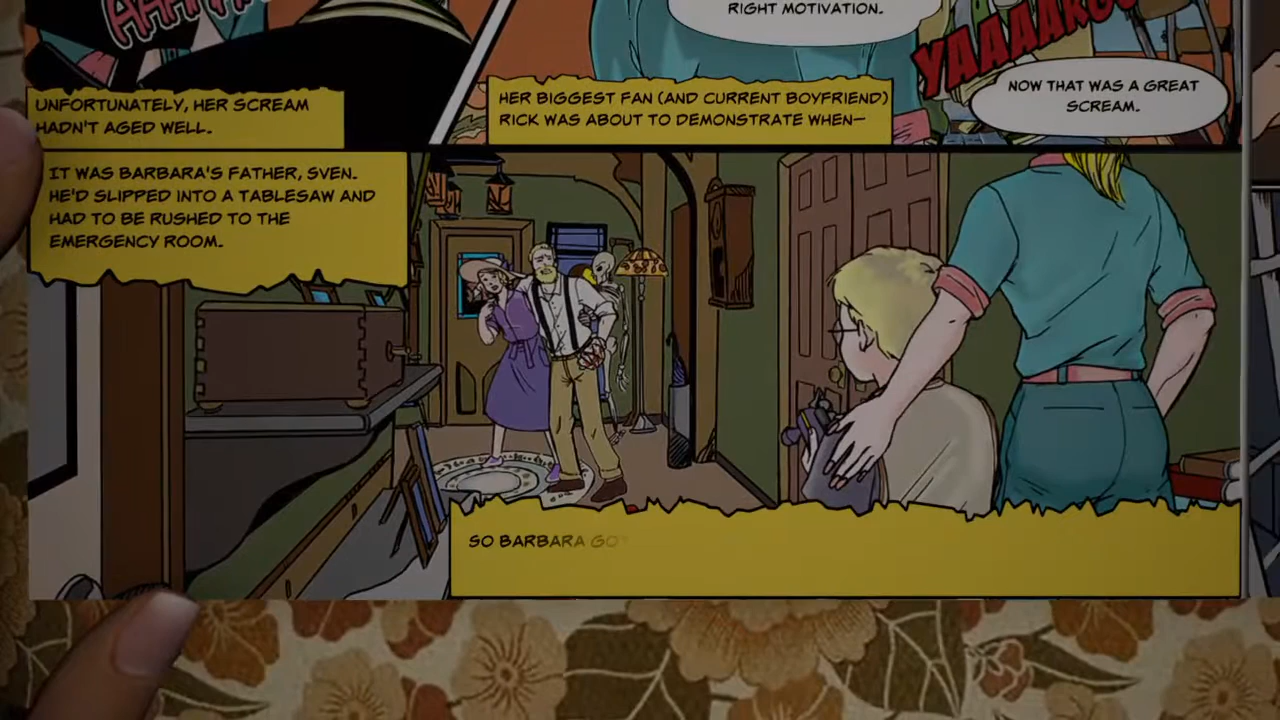 RIGHT MOTIVATION.
UNFORTUNATELY, HER SCREAM
HADN'T AGED WELL.
HER BIGGEST FAN (AND CURRENT BOYFRIEND)
RICK WAS ABOUT TO DEMONSTRATE WHEN—
NOW THAT WAS A GREAT
SCREAM.
IT WAS BARBARA'S FATHER, SVEN.
HE'D SLIPPED INTO A TABLESAW AND
HAD TO BE RUSHED TO THE
EMERGENCY ROOM.
SO BARBARA GO